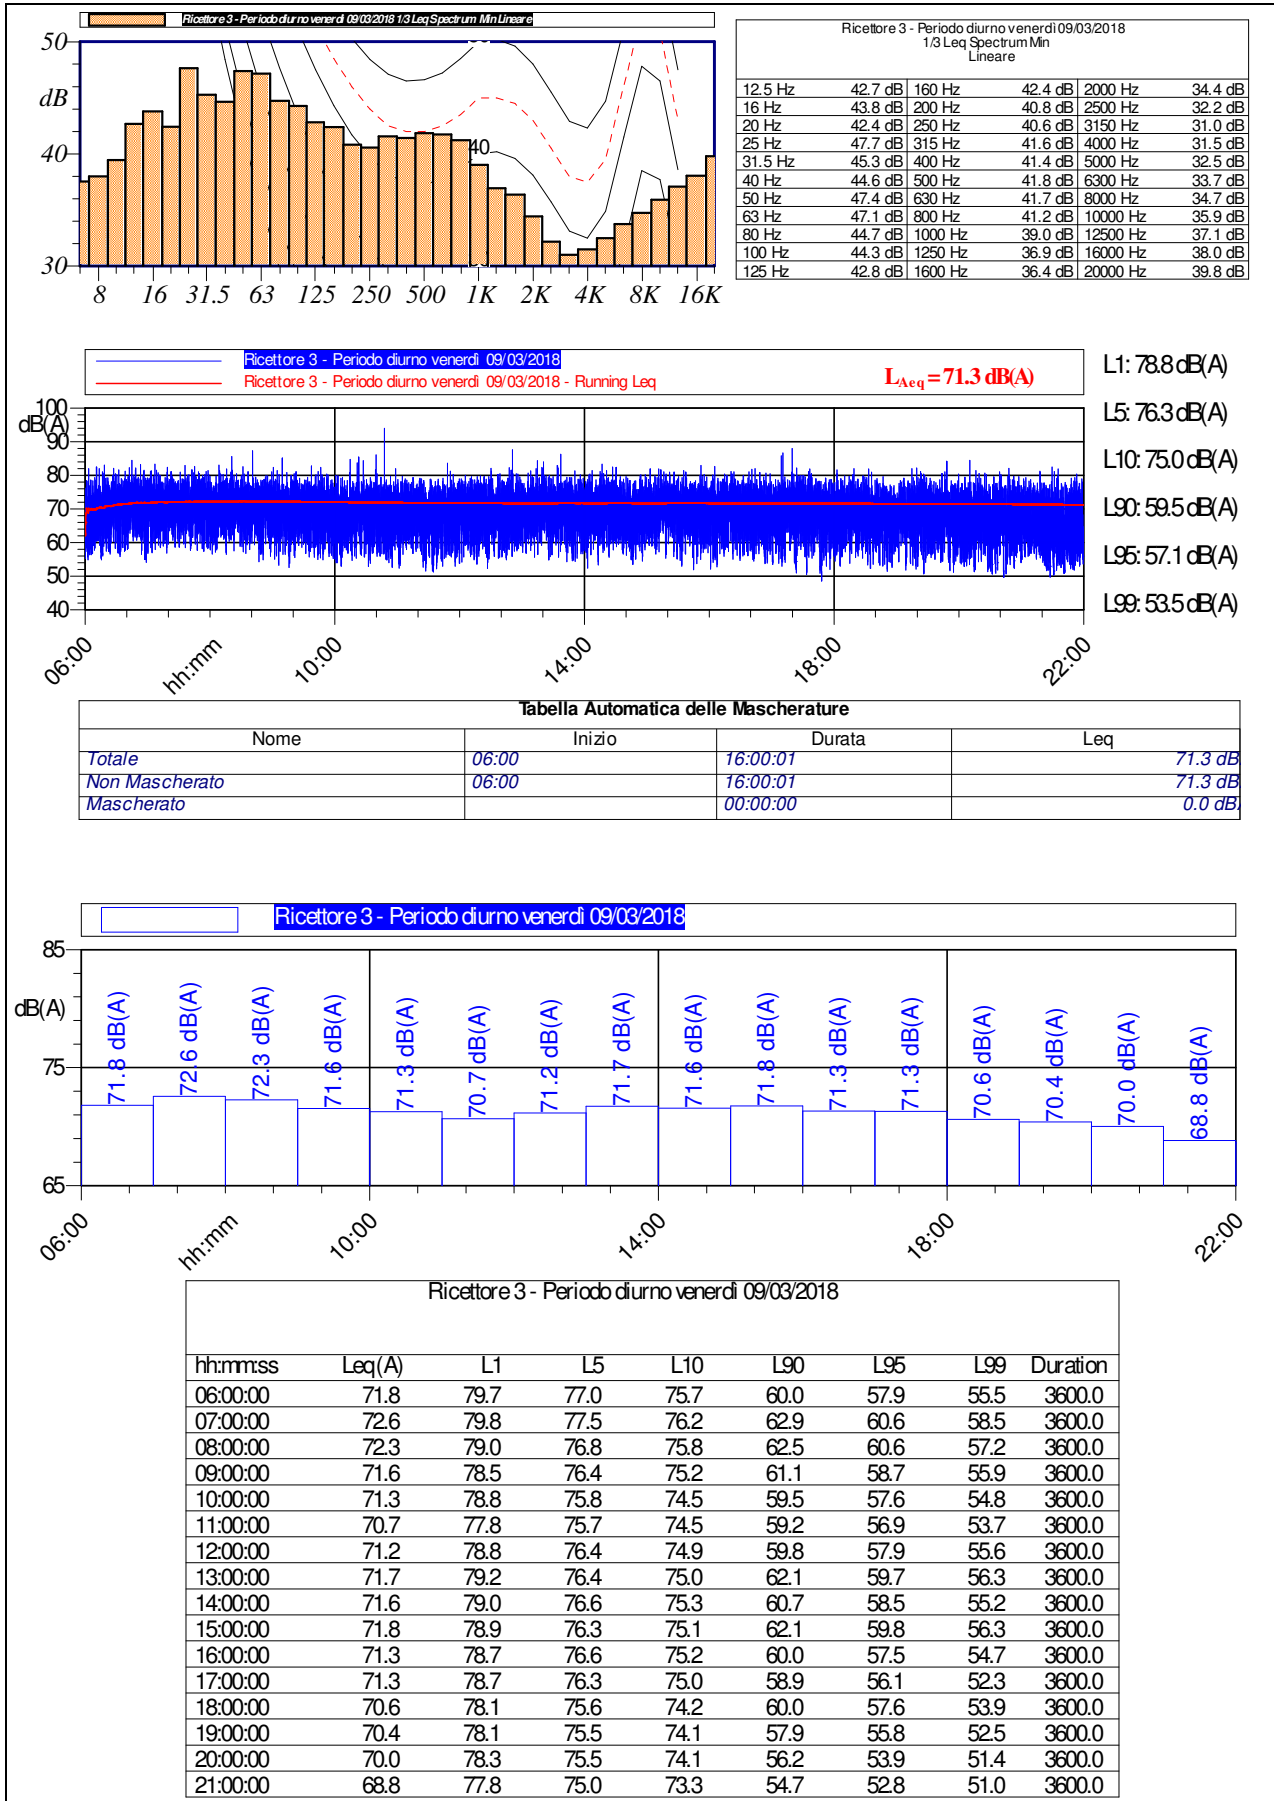 Ricettore 3 - Periodo diurno venerdì 09/03/2018 1/3 Leq Spectrum Min Lineare
50
dB
40
30
40
8 16 31.5 63 125 250 500 1K 2K 4K 8K 16K
Ricettore 3 - Periodo diurno venerdì 09/03/2018
1/3 Leq Spectrum Min
Lineare
12.5 Hz 42.7 dB 160 Hz 42.4 dB 2000 Hz 34.4 dB
16 Hz 43.8 dB 200 Hz 40.8 dB 2500 Hz 32.2 dB
20 Hz 42.4 dB 250 Hz 40.6 dB 3150 Hz 31.0 dB
25 Hz 47.7 dB 315 Hz 41.6 dB 4000 Hz 31.5 dB
31.5 Hz 45.3 dB 400 Hz 41.4 dB 5000 Hz 32.5 dB
40 Hz 44.6 dB 500 Hz 41.8 dB 6300 Hz 33.7 dB
50 Hz 47.4 dB 630 Hz 41.7 dB 8000 Hz 34.7 dB
63 Hz 47.1 dB 800 Hz 41.2 dB 10000 Hz 35.9 dB
80 Hz 44.7 dB 1000 Hz 39.0 dB 12500 Hz 37.1 dB
100 Hz 44.3 dB 1250 Hz 36.9 dB 16000 Hz 38.0 dB
125 Hz 42.8 dB 1600 Hz 36.4 dB 20000 Hz 39.8 dB
Ricettore 3 - Periodo diurno venerdì 09/03/2018
Ricettore 3 - Periodo diurno venerdì 09/03/2018 - Running Leq
LAeq = 71.3 dB(A)
100
dB(A)
90
80
70
60
50
40
06:00 hh:mm 10:00 14:00 18:00 22:00
L1: 78.8 dB(A)
L5: 76.3 dB(A)
L10: 75.0 dB(A)
L90: 59.5 dB(A)
L95: 57.1 dB(A)
L99: 53.5 dB(A)
Tabella Automatica delle Mascherature
Nome Inizio Durata Leq
Totale 06:00 16:00:01 71.3 dB
Non Mascherato 06:00 16:00:01 71.3 dB
Mascherato 00:00:00 0.0 dB
Ricettore 3 - Periodo diurno venerdì 09/03/2018
85
dB(A)
75
65
71.8 dB(A) 72.6 dB(A) 72.3 dB(A) 71.6 dB(A) 71.3 dB(A) 70.7 dB(A) 71.2 dB(A) 71.7 dB(A) 71.6 dB(A) 71.8 dB(A) 71.3 dB(A) 71.3 dB(A) 70.6 dB(A) 70.4 dB(A) 70.0 dB(A) 68.8 dB(A)
06:00 hh:mm 10:00 14:00 18:00 22:00
Ricettore 3 - Periodo diurno venerdì 09/03/2018
hh:mm:ss Leq(A) L1 L5 L10 L90 L95 L99 Duration
06:00:00 71.8 79.7 77.0 75.7 60.0 57.9 55.5 3600.0
07:00:00 72.6 79.8 77.5 76.2 62.9 60.6 58.5 3600.0
08:00:00 72.3 79.0 76.8 75.8 62.5 60.6 57.2 3600.0
09:00:00 71.6 78.5 76.4 75.2 61.1 58.7 55.9 3600.0
10:00:00 71.3 78.8 75.8 74.5 59.5 57.6 54.8 3600.0
11:00:00 70.7 77.8 75.7 74.5 59.2 56.9 53.7 3600.0
12:00:00 71.2 78.8 76.4 74.9 59.8 57.9 55.6 3600.0
13:00:00 71.7 79.2 76.4 75.0 62.1 59.7 56.3 3600.0
14:00:00 71.6 79.0 76.6 75.3 60.7 58.5 55.2 3600.0
15:00:00 71.8 78.9 76.3 75.1 62.1 59.8 56.3 3600.0
16:00:00 71.3 78.7 76.6 75.2 60.0 57.5 54.7 3600.0
17:00:00 71.3 78.7 76.3 75.0 58.9 56.1 52.3 3600.0
18:00:00 70.6 78.1 75.6 74.2 60.0 57.6 53.9 3600.0
19:00:00 70.4 78.1 75.5 74.1 57.9 55.8 52.5 3600.0
20:00:00 70.0 78.3 75.5 74.1 56.2 53.9 51.4 3600.0
21:00:00 68.8 77.8 75.0 73.3 54.7 52.8 51.0 3600.0